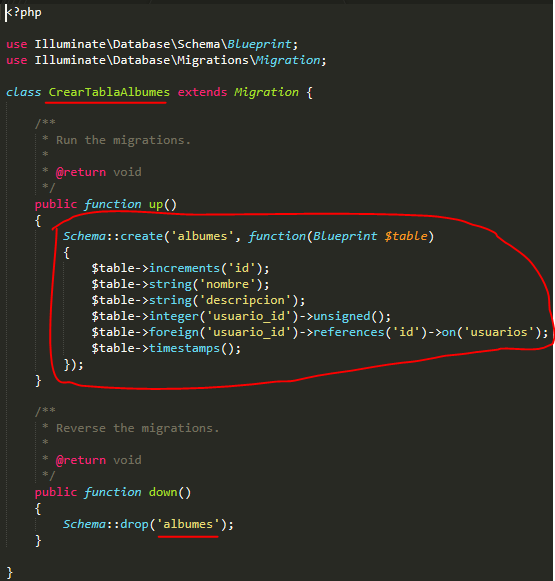 <?php
use Illuminate\Database\Schema\Blueprint;
use Illuminate\Database\Migrations\Migration;
class CrearTablaAlbumes extends Migration {
/**
* Run the migrations.
*
* @return void
*/
public function up()
{
Schema::create('albumes', function(Blueprint $table)
{
$table->increments('id');
$table->string('nombre');
$table->string('descripcion');
$table->integer('usuario_id')->unsigned();
$table->foreign('usuario_id')->references('id')->on('usuarios');
$table->timestamps();
});
}
/**
* Reverse the migrations.
*
* @return void
*/
public function down()
{
Schema::drop('albumes');
}
}